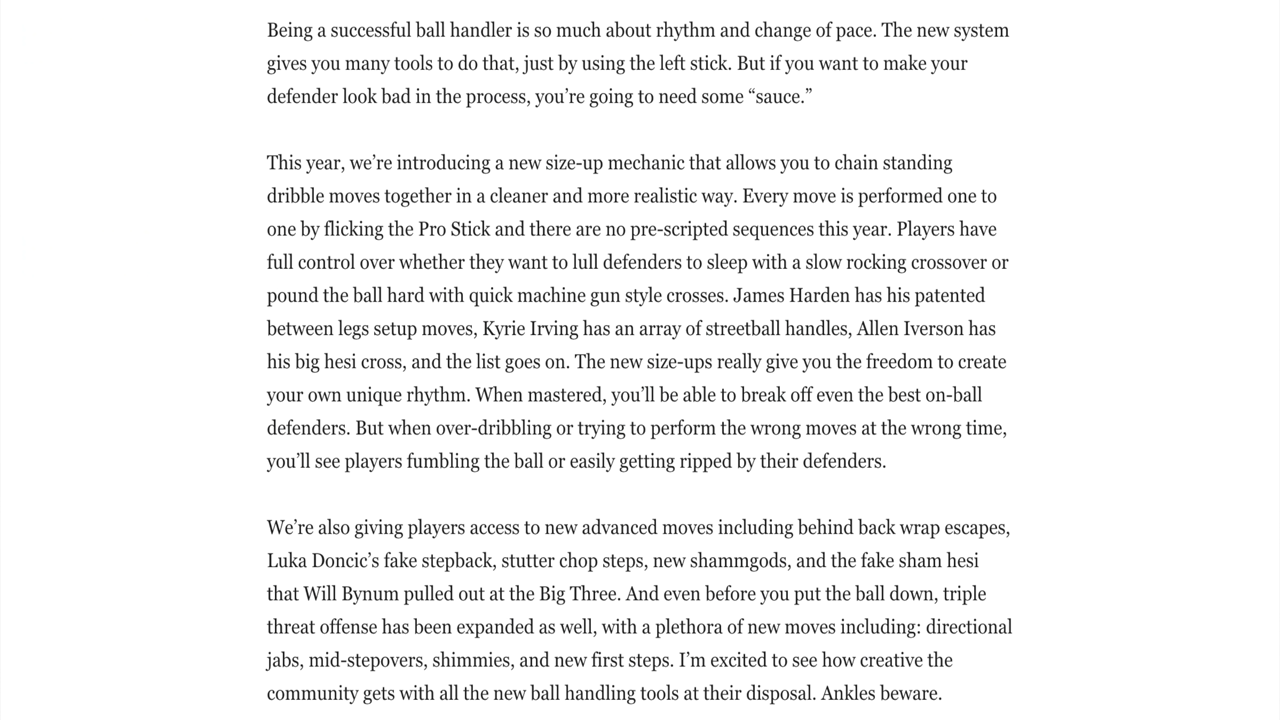 Being a successful ball handler is so much about rhythm and change of pace. The new system
gives you many tools to do that, just by using the left stick. But if you want to make your
defender look bad in the process, you’re going to need some “sauce.”
This year, we’re introducing a new size-up mechanic that allows you to chain standing
dribble moves together in a cleaner and more realistic way. Every move is performed one to
one by flicking the Pro Stick and there are no pre-scripted sequences this year. Players have
full control over whether they want to lull defenders to sleep with a slow rocking crossover or
pound the ball hard with quick machine gun style crosses. James Harden has his patented
between legs setup moves, Kyrie Irving has an array of streetball handles, Allen Iverson has
his big hesi cross, and the list goes on. The new size-ups really give you the freedom to create
your own unique rhythm. When mastered, you’ll be able to break off even the best on-ball
defenders. But when over-dribbling or trying to perform the wrong moves at the wrong time,
you’ll see players fumbling the ball or easily getting ripped by their defenders.
We’re also giving players access to new advanced moves including behind back wrap escapes,
Luka Doncic’s fake stepback, stutter chop steps, new shammgods, and the fake sham hesi
that Will Bynum pulled out at the Big Three. And even before you put the ball down, triple
threat offense has been expanded as well, with a plethora of new moves including: directional
jabs, mid-stepovers, shimmies, and new first steps. I’m excited to see how creative the
community gets with all the new ball handling tools at their disposal. Ankles beware.